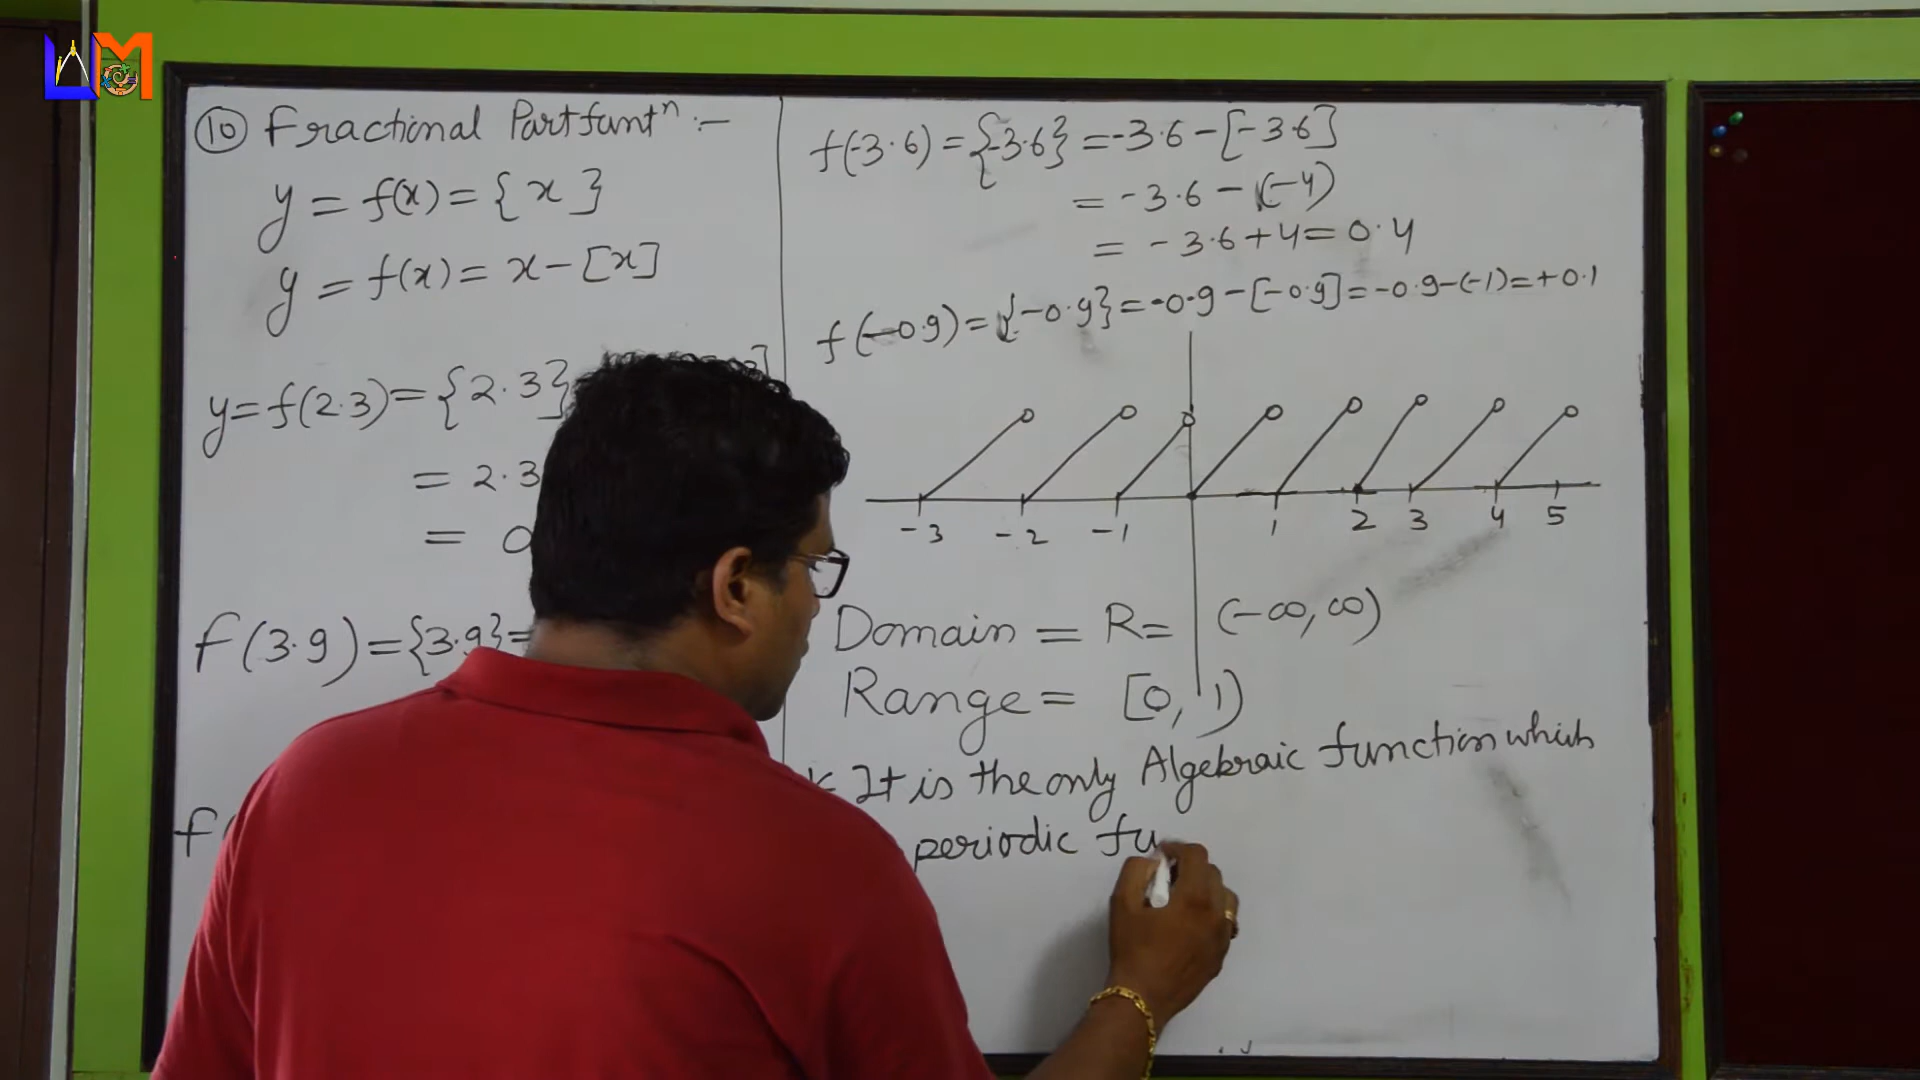 LM
⑩ Fractional Part funtⁿ :–
y = f(x) = { x }
y = f(x) = x – [x]
y = f(2.3) = {2.3}
= 2.3
=
f(3.9) = {3.9} =
f(-3.6) = {-3.6} = -3.6 – [-3.6]
= -3.6 – (-4)
= -3.6 + 4 = 0.4
f(-0.9) = {-0.9} = -0.9 – [-0.9] = -0.9 – (-1) = +0.1
-3 -2 -1 1 2 3 4 5
Domain = R = (-∞, ∞)
Range = [0, 1)
It is the only Algebraic function which
periodic fu